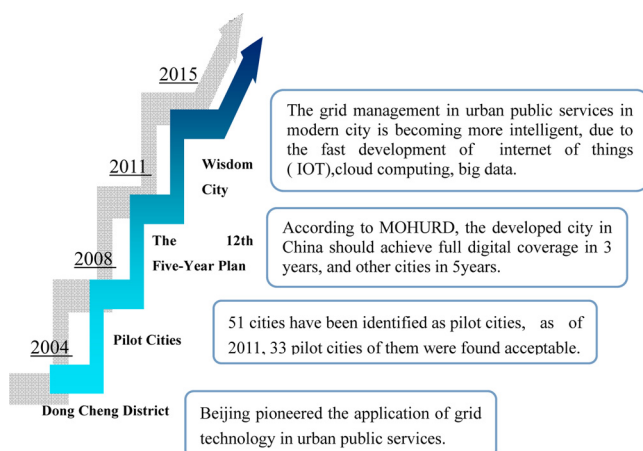 2015
The grid management in urban public services in
modern city is becoming more intelligent, due to
the fast development of internet of things
( IOT),cloud computing, big data.
Wisdom
City
2011
According to MOHURD, the developed city in
China should achieve full digital coverage in 3
years, and other cities in 5years.
The 12th
Five-Year Plan
2008
51 cities have been identified as pilot cities, as of
2011, 33 pilot cities of them were found acceptable.
Pilot Cities
2004
Dong Cheng District
Beijing pioneered the application of grid
technology in urban public services.